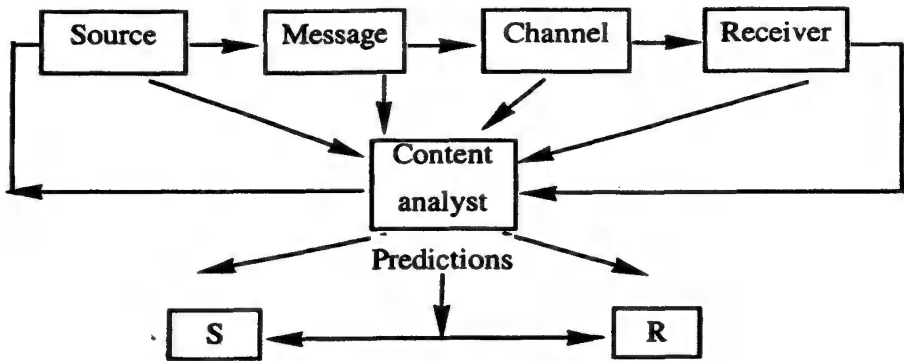 Source
Message
Channel
Receiver
Content
analyst
Predictions
S
R